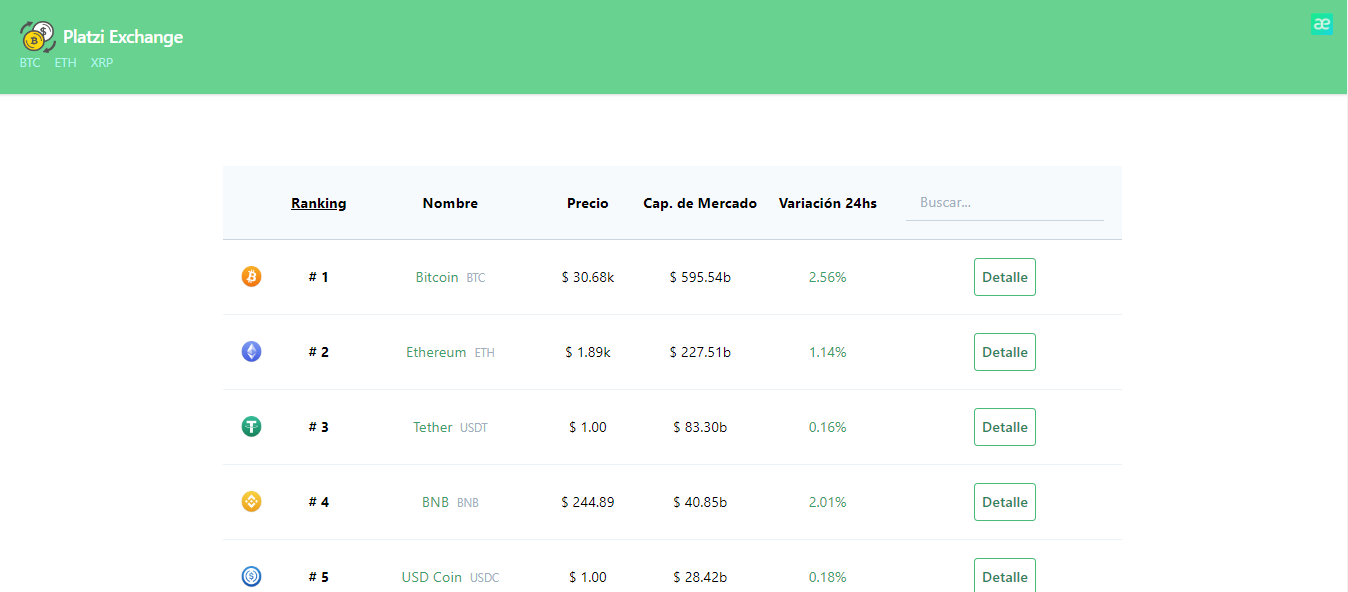 Platzi Exchange
æ
BTC ETH XRP
Ranking Nombre Precio Cap. de Mercado Variación 24hs Buscar...
# 1 Bitcoin BTC $ 30.68k $ 595.54b 2.56% Detalle
# 2 Ethereum ETH $ 1.89k $ 227.51b 1.14% Detalle
# 3 Tether USDT $ 1.00 $ 83.30b 0.16% Detalle
# 4 BNB BNB $ 244.89 $ 40.85b 2.01% Detalle
# 5 USD Coin USDC $ 1.00 $ 28.42b 0.18% Detalle